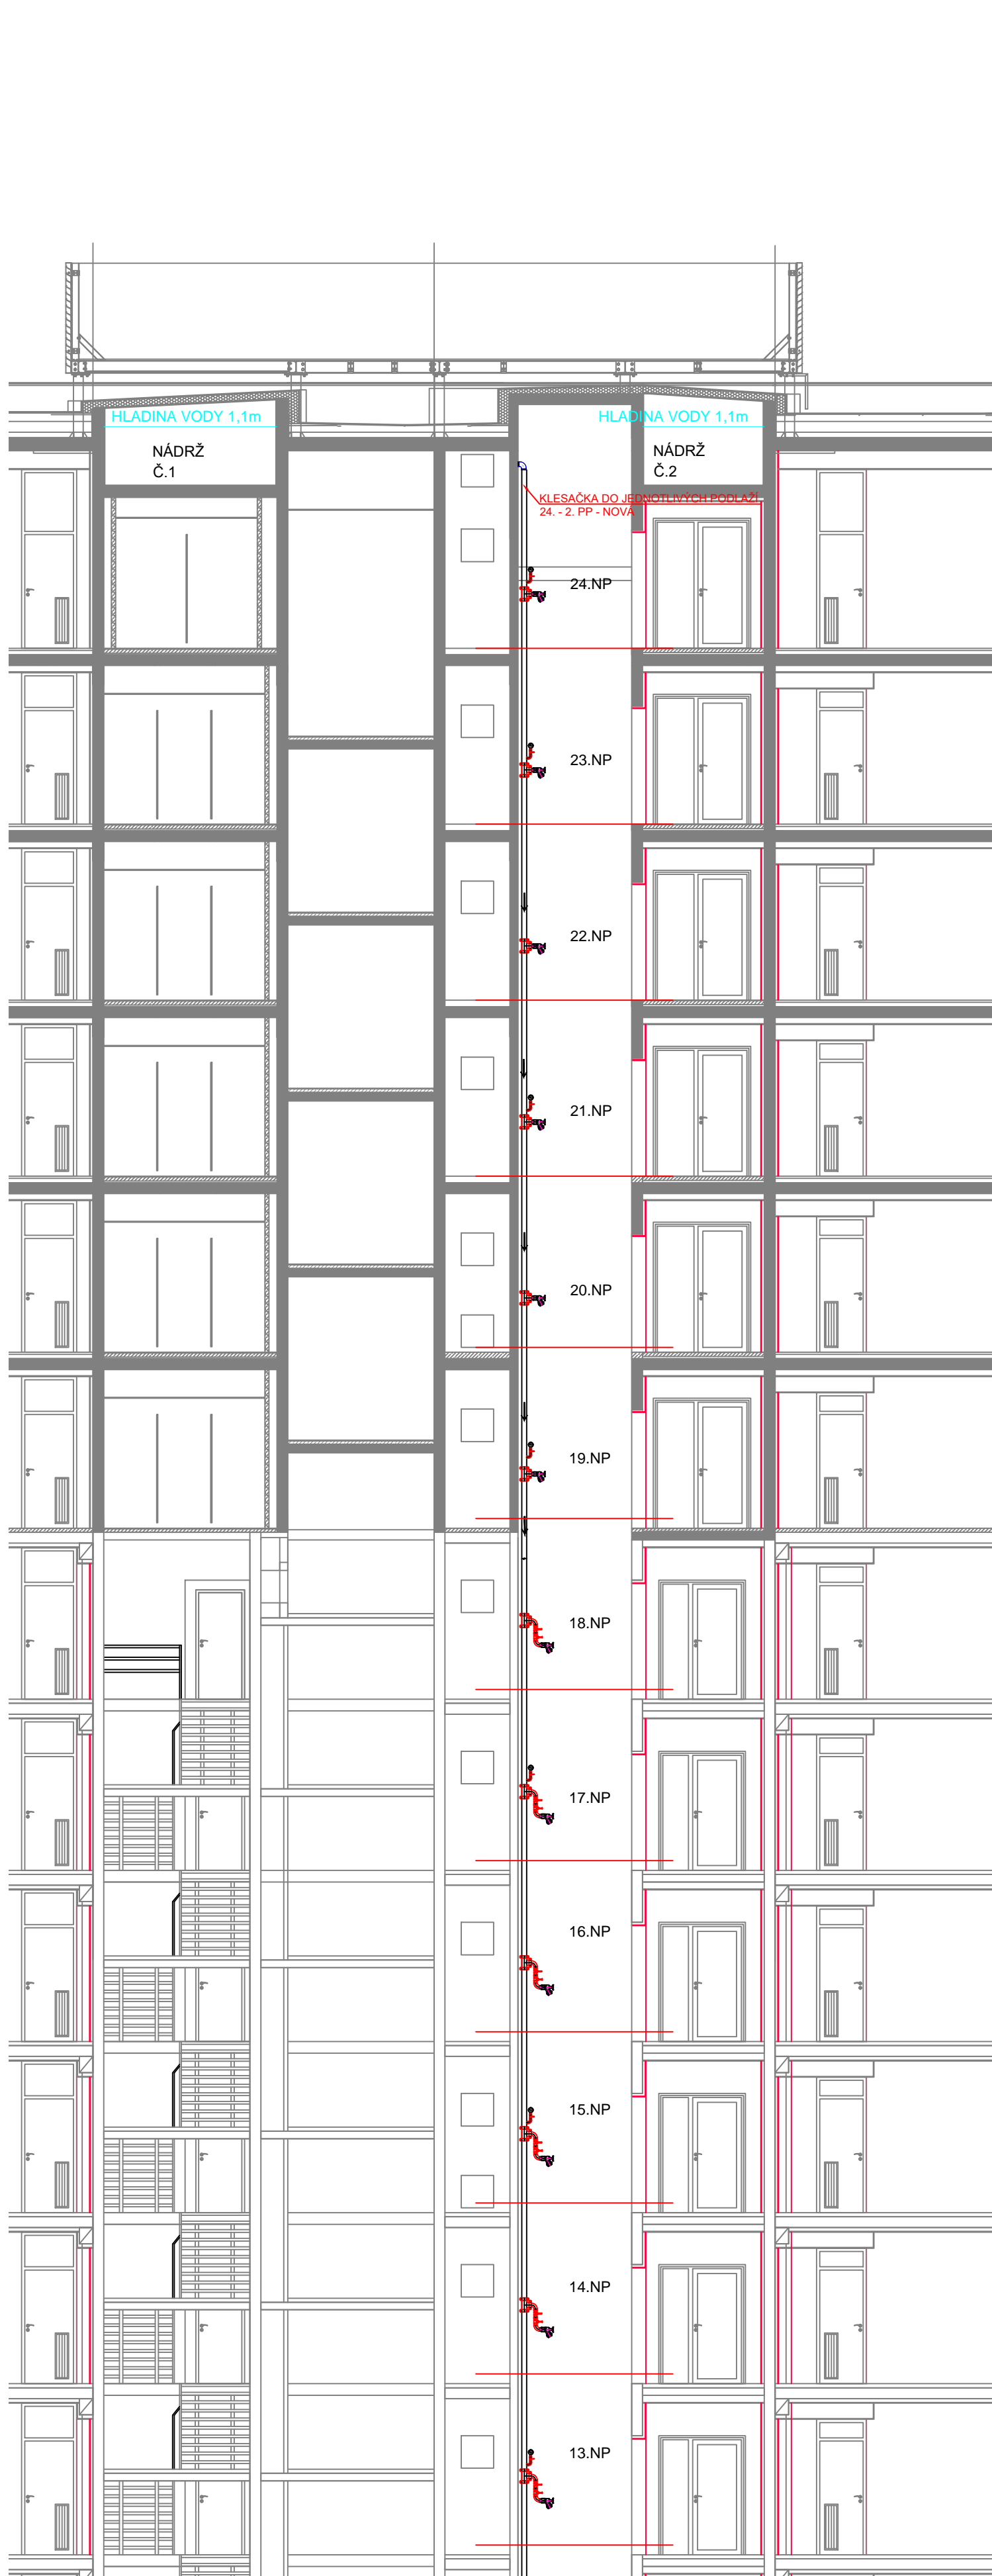 HLADINA VODY 1,1m
HLADINA VODY 1,1m
NÁDRŽ
Č.1
NÁDRŽ
Č.2
KLESAČKA DO JEDNOTLIVÝCH PODLAŽÍ
24. - 2. PP - NOVÁ
24.NP
23.NP
22.NP
21.NP
20.NP
19.NP
18.NP
17.NP
16.NP
15.NP
14.NP
13.NP